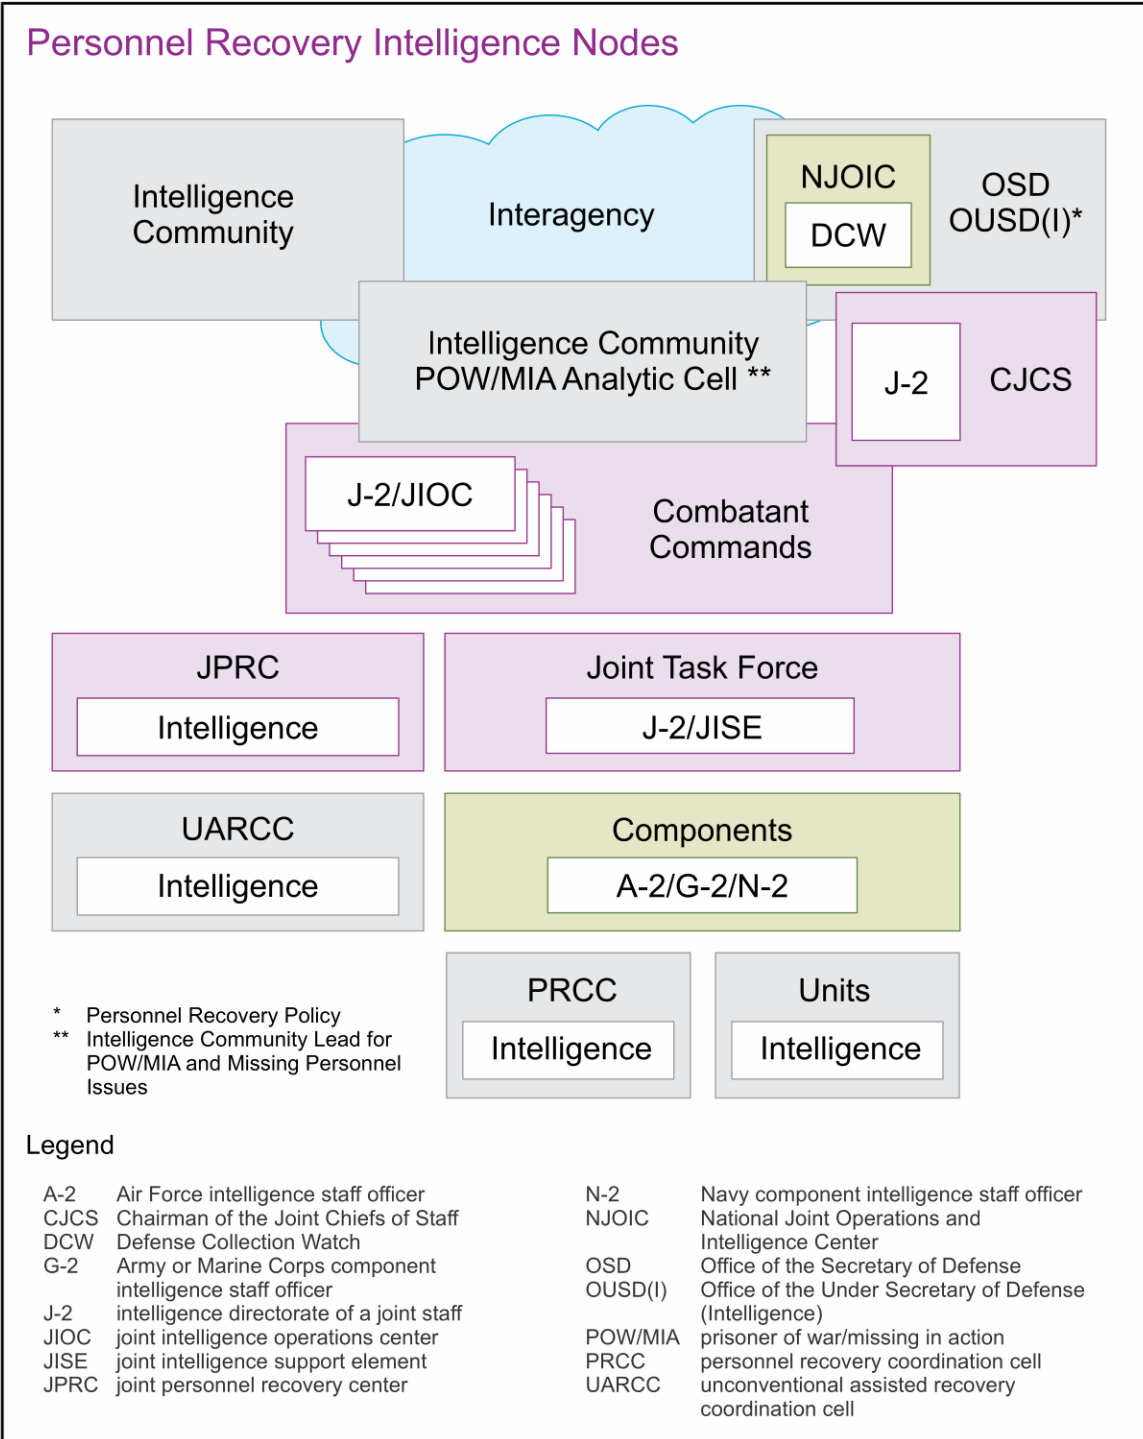 Personnel Recovery Intelligence Nodes
Intelligence
Community
Interagency
NJOIC
DCW
OSD
OUSD(I)*
Intelligence Community
POW/MIA Analytic Cell **
J-2
CJCS
J-2/JIOC
Combatant
Commands
JPRC
Intelligence
Joint Task Force
J-2/JISE
UARCC
Intelligence
Components
A-2/G-2/N-2
PRCC
Intelligence
Units
Intelligence
* Personnel Recovery Policy
** Intelligence Community Lead for
POW/MIA and Missing Personnel
Issues
Legend
A-2 Air Force intelligence staff officer
CJCS Chairman of the Joint Chiefs of Staff
DCW Defense Collection Watch
G-2 Army or Marine Corps component
intelligence staff officer
J-2 intelligence directorate of a joint staff
JIOC joint intelligence operations center
JISE joint intelligence support element
JPRC joint personnel recovery center
N-2 Navy component intelligence staff officer
NJOIC National Joint Operations and
Intelligence Center
OSD Office of the Secretary of Defense
OUSD(I) Office of the Under Secretary of Defense
(Intelligence)
POW/MIA prisoner of war/missing in action
PRCC personnel recovery coordination cell
UARCC unconventional assisted recovery
coordination cell